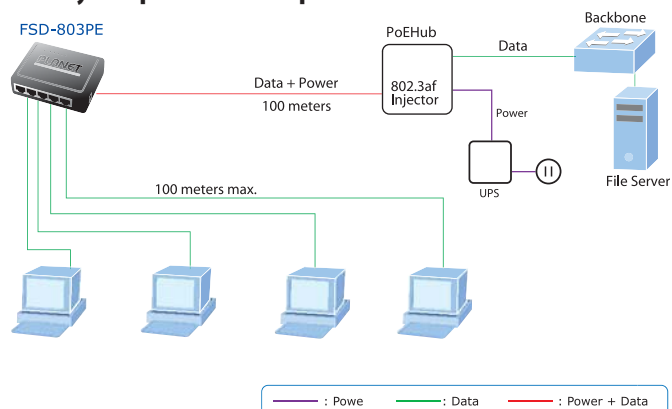 FSD-803PE
PoEHub
Backbone
Data
PLANET
Data + Power
100 meters
802.3af
Injector
Power
UPS
File Server
100 meters max.
: Powe
: Data
: Power + Data